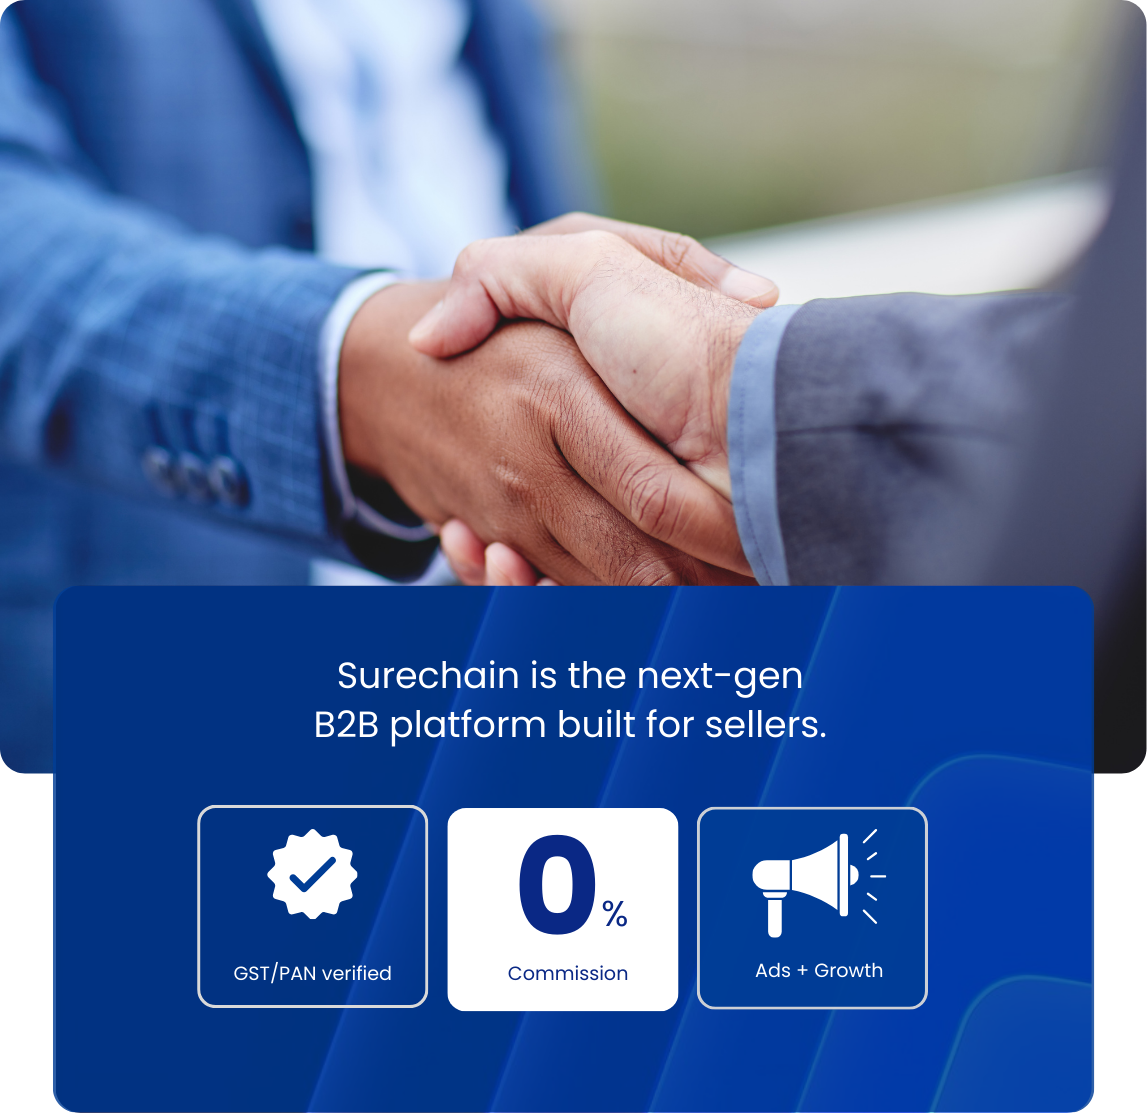 Surechain is the next-gen
B2B platform built for sellers.
GST/PAN verified
0%
Commission
Ads + Growth